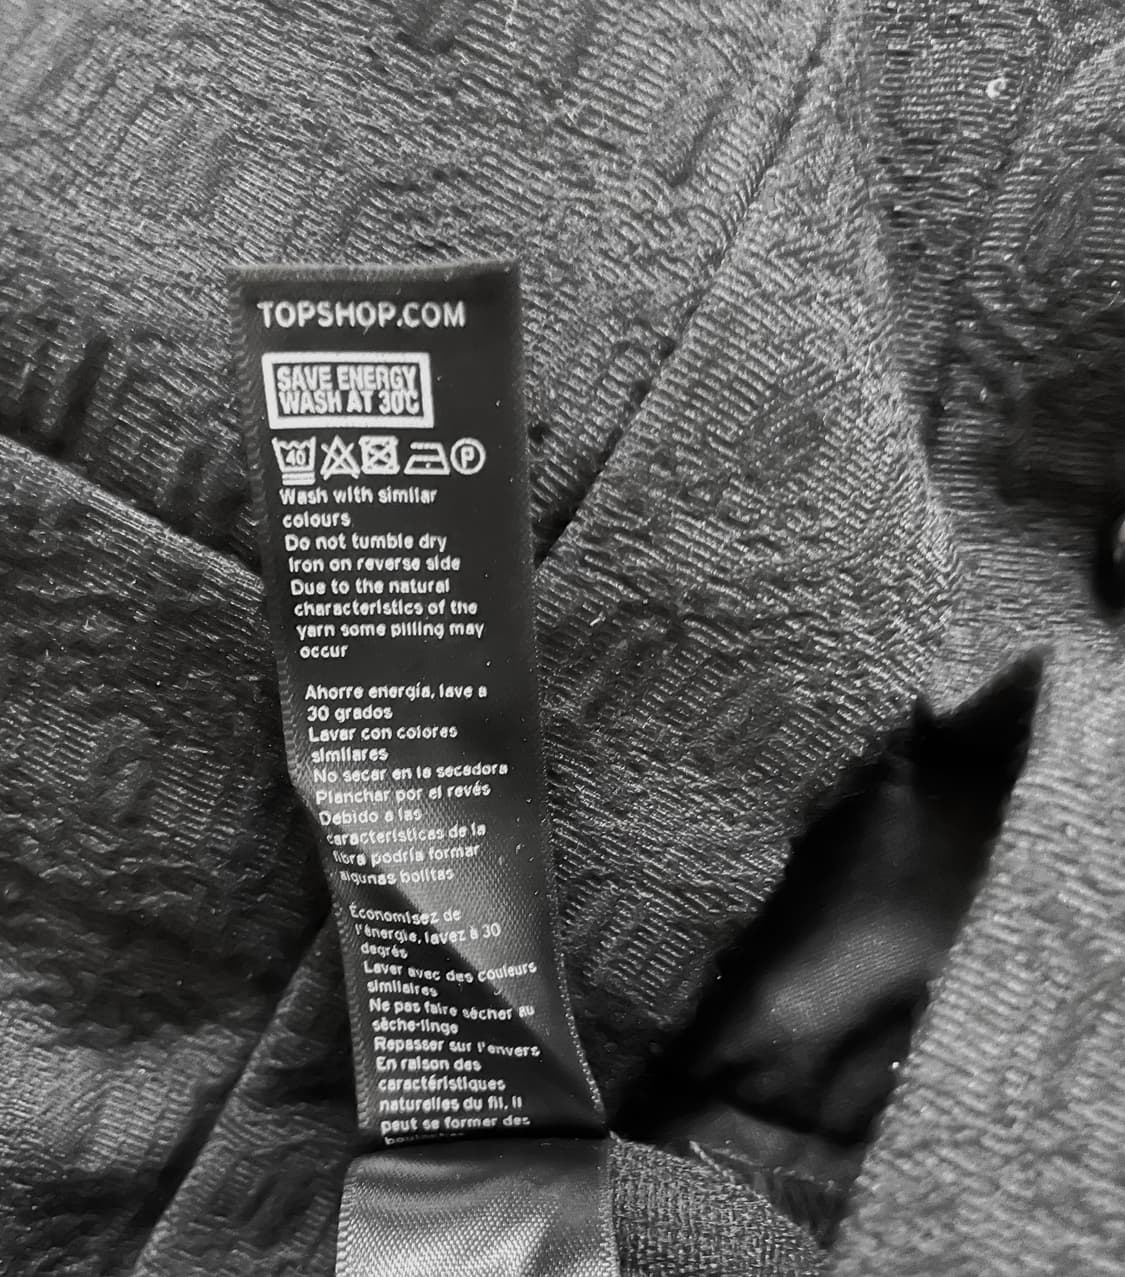 TOPSHOP.COM
SAVE ENERGY
WASH AT 30°C
40 P
Wash with similar
colours
Do not tumble dry
Iron on reverse side
Due to the natural
characteristics of the
yarn some pilling may
occur
Ahorre energía, lave a
30 grados
Lavar con colores
similares
No secar en la secadora
Planchar por el revés
Debido a las
características de la
fibra podría formar
algunas bolitas
Économisez de
l'énergie, lavez à 30
degrés
Laver avec des couleurs
similaires
Ne pas faire sécher au
sèche-linge
Repasser sur l'envers
En raison des
caractéristiques
naturelles du fil, il
peut se former des